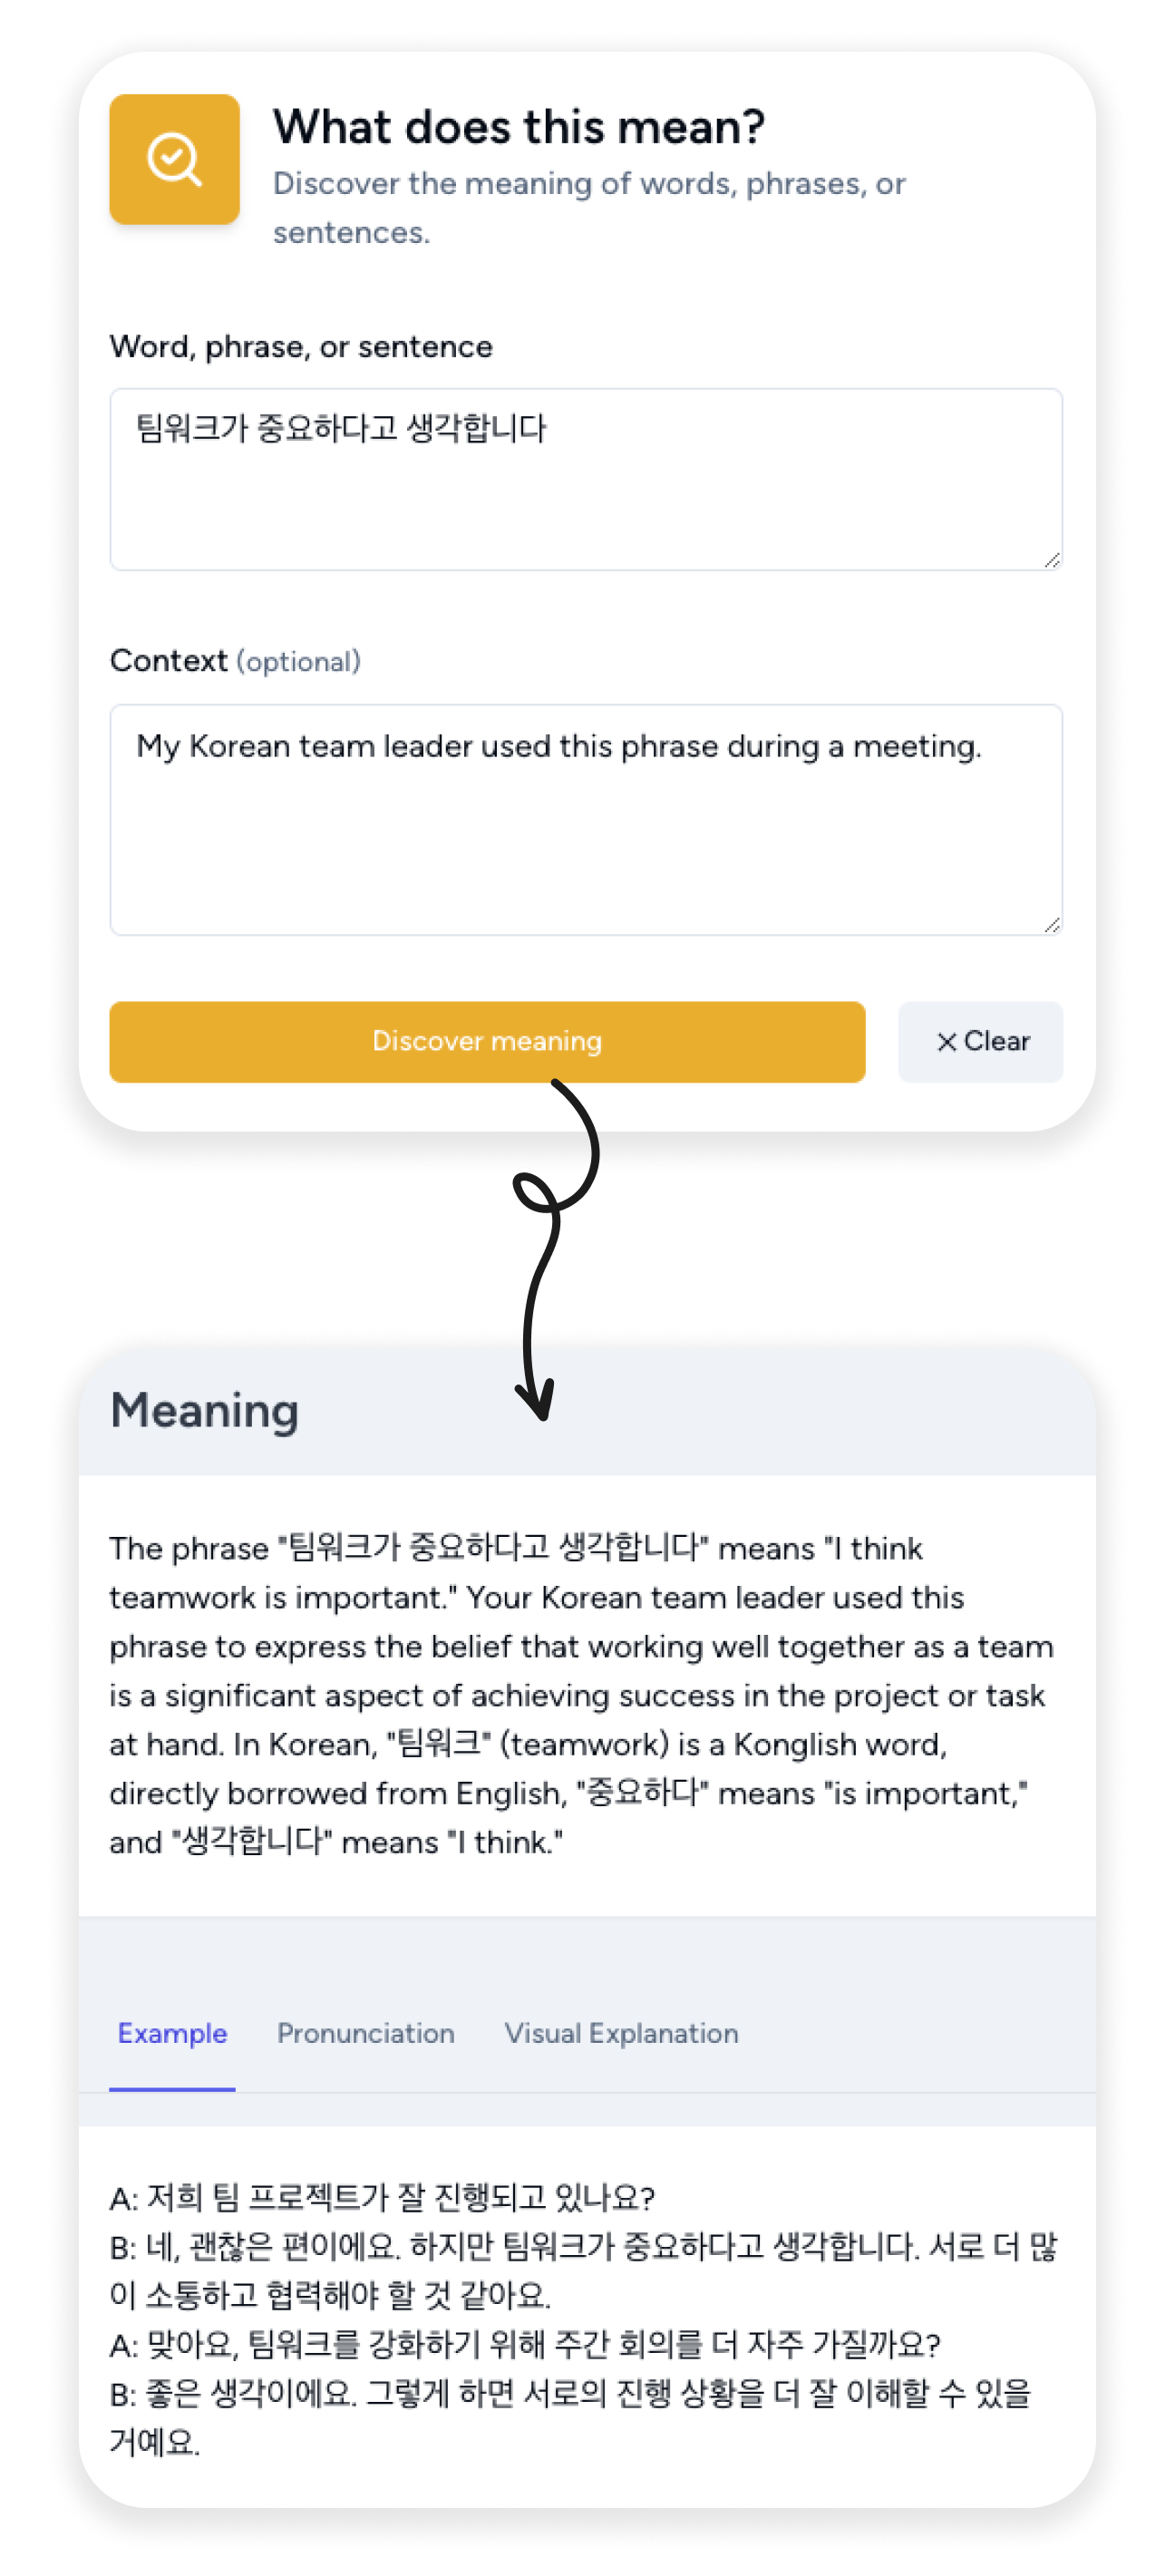 What does this mean?
Discover the meaning of words, phrases, or
sentences.
Word, phrase, or sentence
팀워크가 중요하다고 생각합니다
Context (optional)
My Korean team leader used this phrase during a meeting.
Discover meaning
Clear
Meaning
The phrase "팀워크가 중요하다고 생각합니다" means "I think
teamwork is important." Your Korean team leader used this
phrase to express the belief that working well together as a team
is a significant aspect of achieving success in the project or task
at hand. In Korean, "팀워크" (teamwork) is a Konglish word,
directly borrowed from English, "중요하다" means "is important,"
and "생각합니다" means "I think."
Example Pronunciation Visual Explanation
A: 저희 팀 프로젝트가 잘 진행되고 있나요?
B: 네, 괜찮은 편이에요. 하지만 팀워크가 중요하다고 생각합니다. 서로 더 많
이 소통하고 협력해야 할 것 같아요.
A: 맞아요, 팀워크를 강화하기 위해 주간 회의를 더 자주 가질까요?
B: 좋은 생각이에요. 그렇게 하면 서로의 진행 상황을 더 잘 이해할 수 있을
거예요.